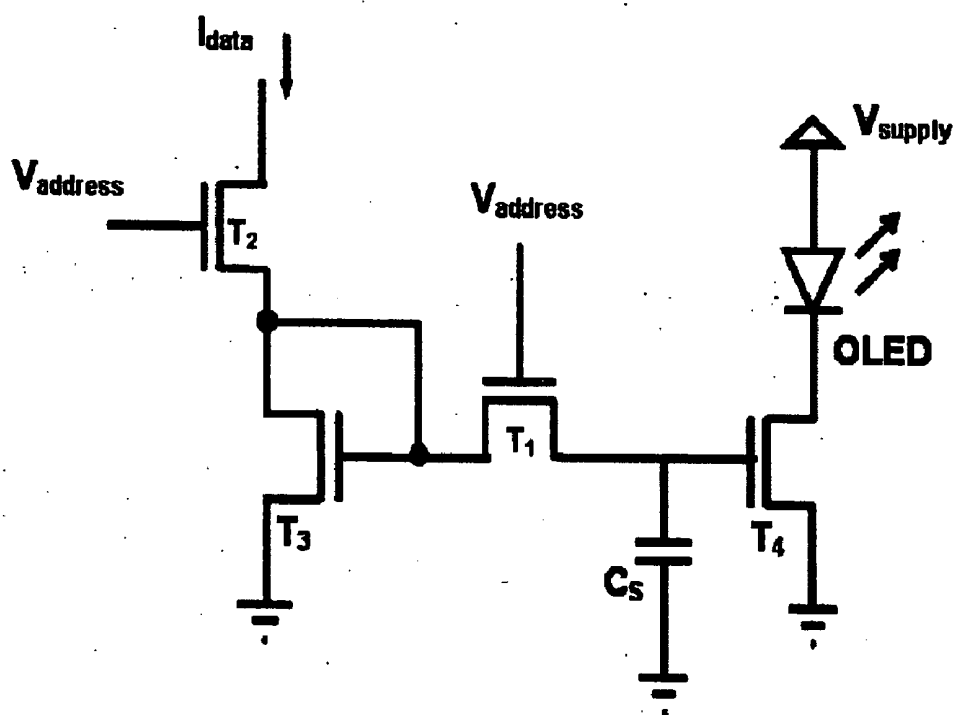 Idata
Vsupply
Vaddress
Vaddress
T2
OLED
T1
T3
T4
CS